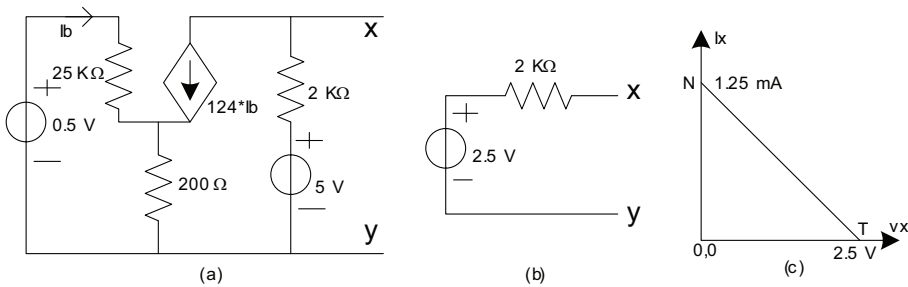 Ib
x
25 KΩ
+
0.5 V
—
124*Ib
2 KΩ
+
5 V
—
200 Ω
y
(a)
2 KΩ
x
+
2.5 V
—
y
(b)
Ix
N
1.25 mA
T
vx
0,0
2.5 V
(c)